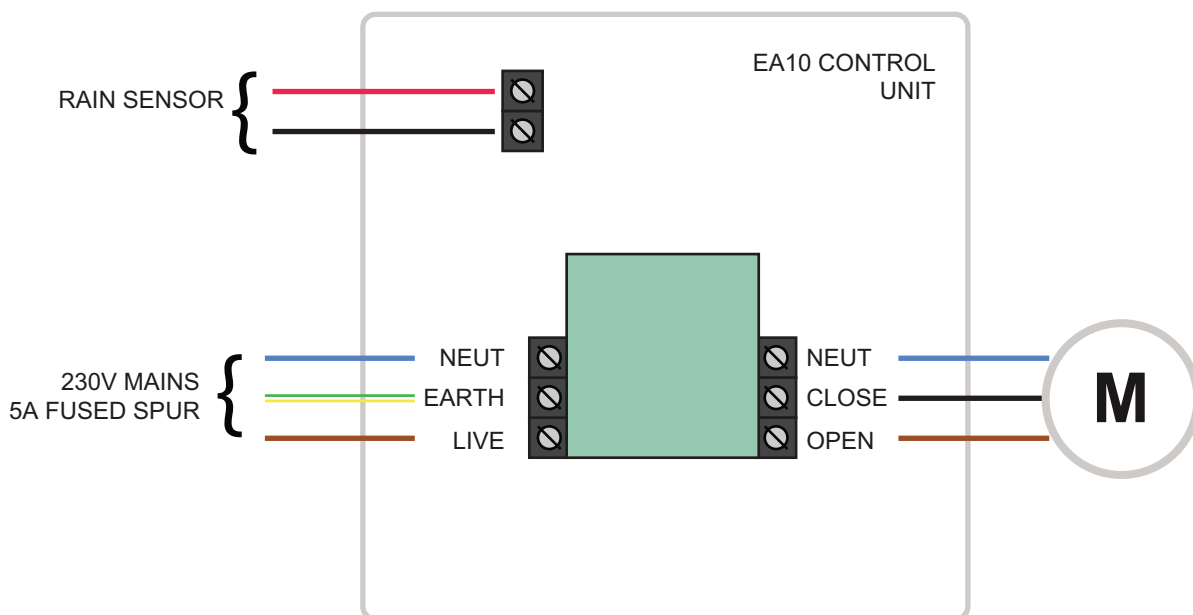 EA10 CONTROL
UNIT
RAIN SENSOR
230V MAINS
5A FUSED SPUR
NEUT
EARTH
LIVE
NEUT
CLOSE
OPEN
M